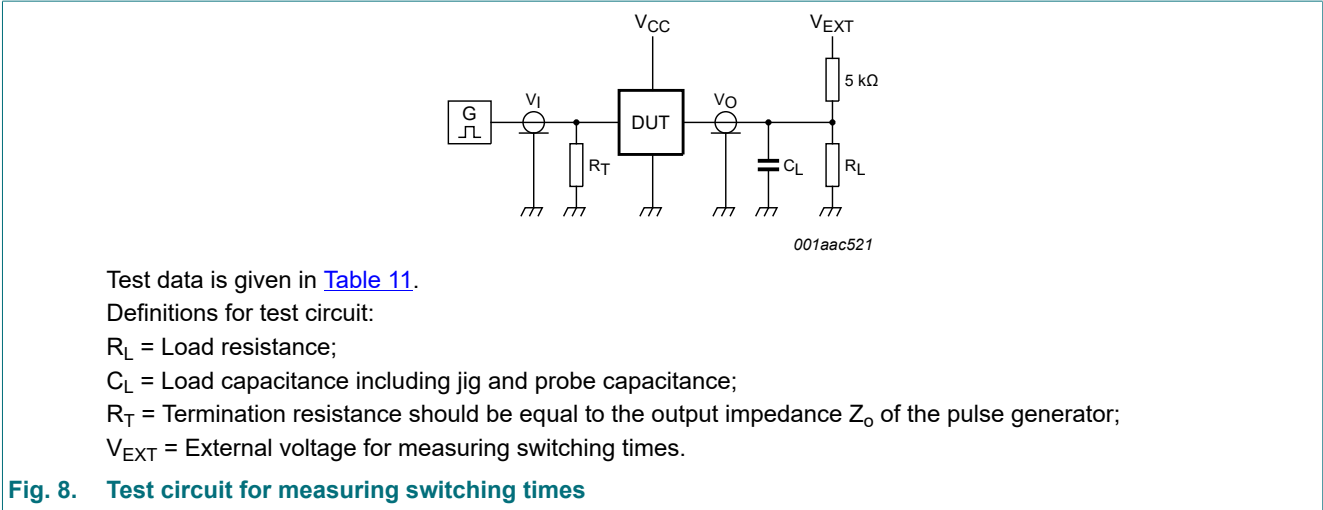 VCC
VEXT
5 kΩ
G
VI
DUT
VO
RT
CL
RL
001aac521
Test data is given in Table 11.
Definitions for test circuit:
RL = Load resistance;
CL = Load capacitance including jig and probe capacitance;
RT = Termination resistance should be equal to the output impedance Zo of the pulse generator;
VEXT = External voltage for measuring switching times.
Fig. 8. Test circuit for measuring switching times